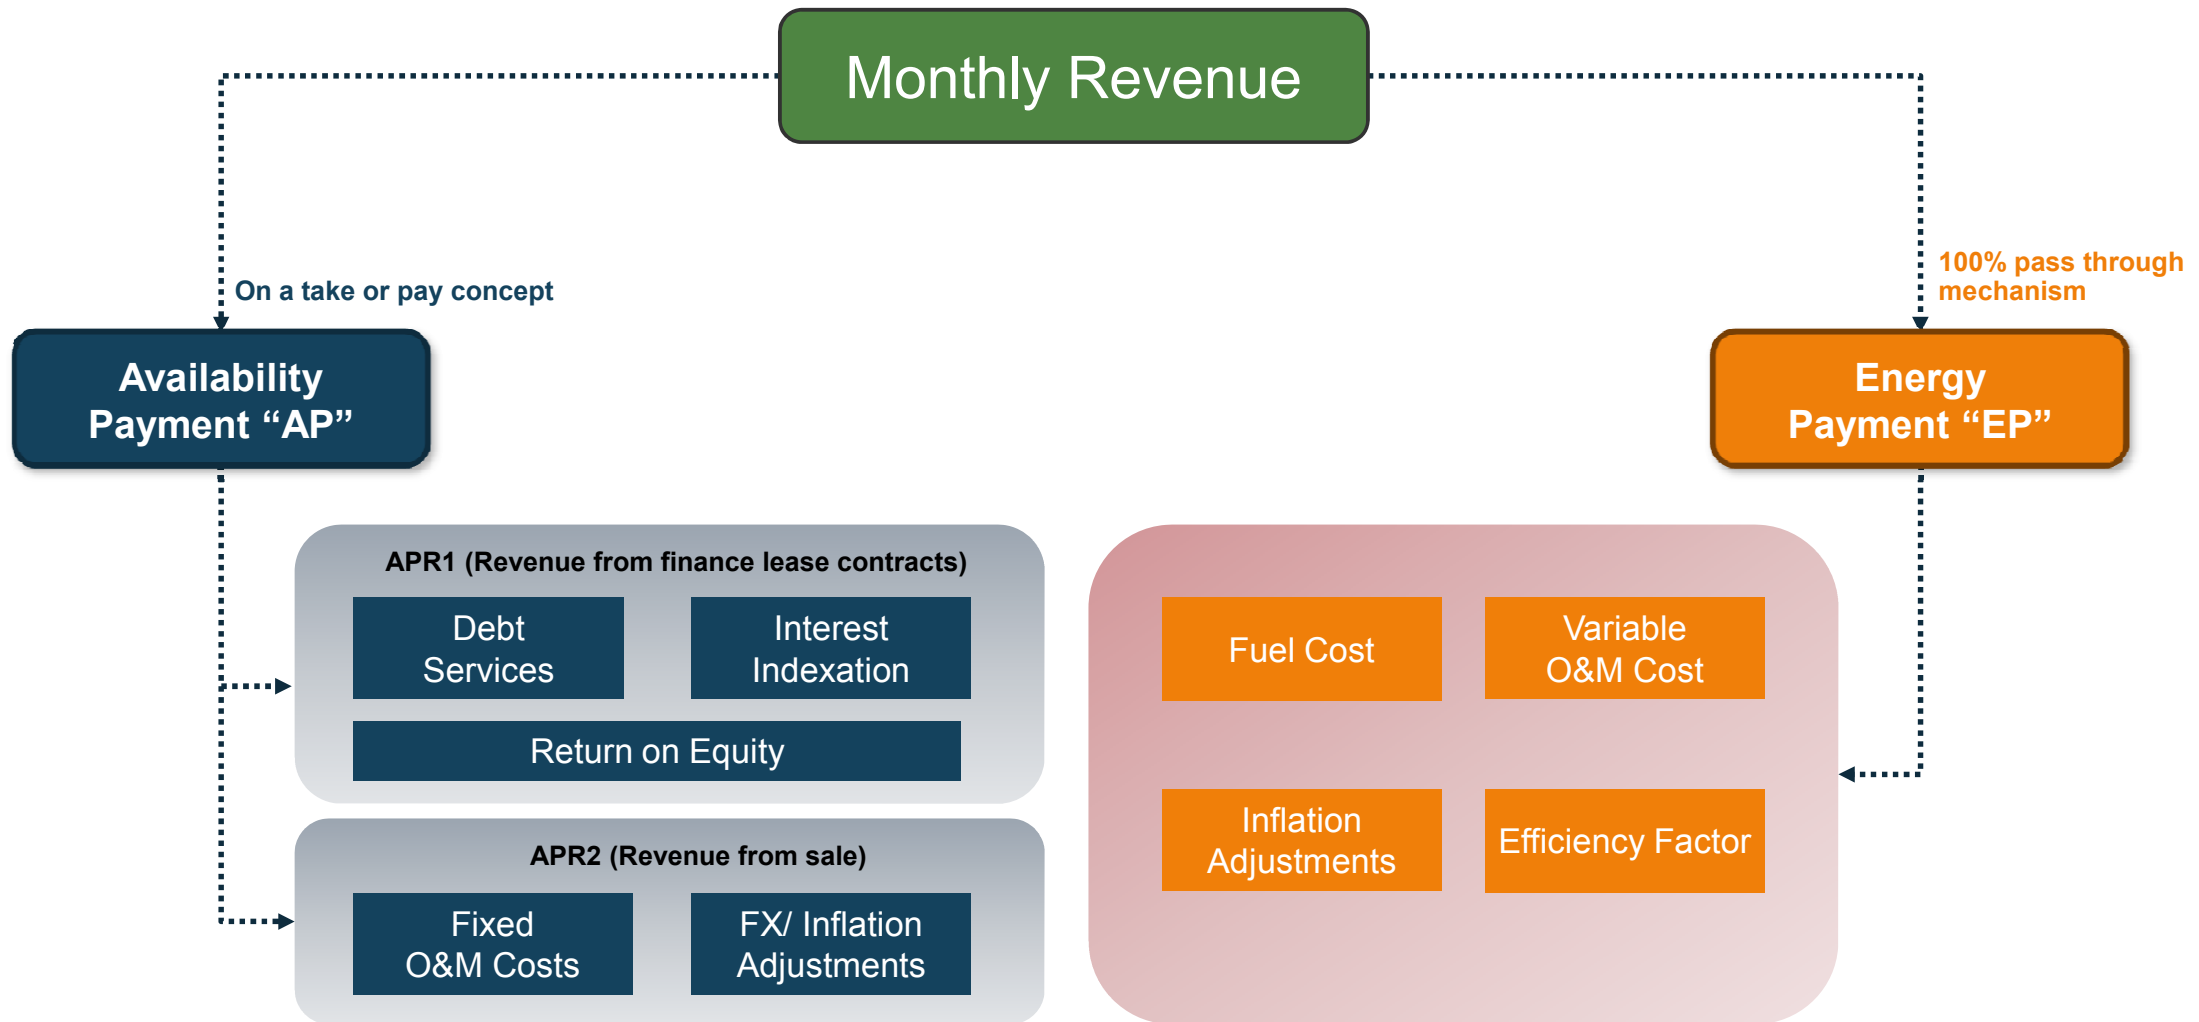 Monthly Revenue
On a take or pay concept
100% pass through
mechanism
Availability
Payment “AP”
Energy
Payment “EP”
APR1 (Revenue from finance lease contracts)
Debt
Services
Interest
Indexation
Return on Equity
APR2 (Revenue from sale)
Fixed
O&M Costs
FX/ Inflation
Adjustments
Fuel Cost
Variable
O&M Cost
Inflation
Adjustments
Efficiency Factor